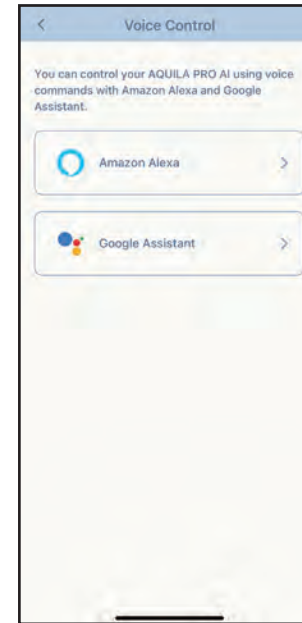 Voice Control
You can control your AQUILA PRO AI using voice
commands with Amazon Alexa and Google
Assistant.
Amazon Alexa
Google Assistant